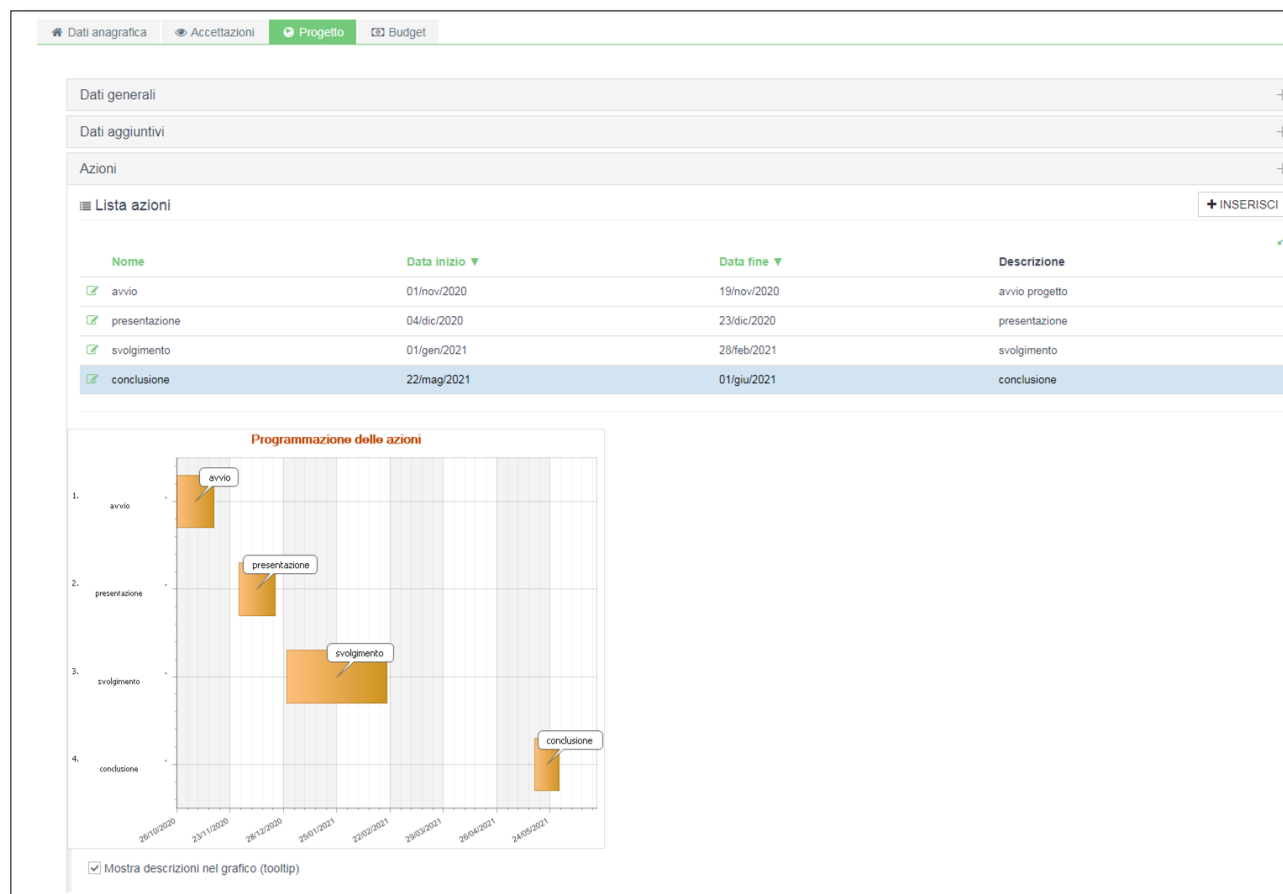 Dati anagrafica Accettazioni Progetto Budget
Dati generali
Dati aggiuntivi
Azioni
Lista azioni + INSERISCI
Nome Data inizio ▼ Data fine ▼ Descrizione
avvio 01/nov/2020 19/nov/2020 avvio progetto
presentazione 04/dic/2020 23/dic/2020 presentazione
svolgimento 01/gen/2021 28/feb/2021 svolgimento
conclusione 22/mag/2021 01/giu/2021 conclusione
Programmazione delle azioni
avvio
1. avvio
presentazione
2. presentazione
svolgimento
3. svolgimento
conclusione
4. conclusione
26/10/2020 23/11/2020 28/12/2020 25/01/2021 22/02/2021 29/03/2021 26/04/2021 24/05/2021
Mostra descrizioni nel grafico (tooltip)